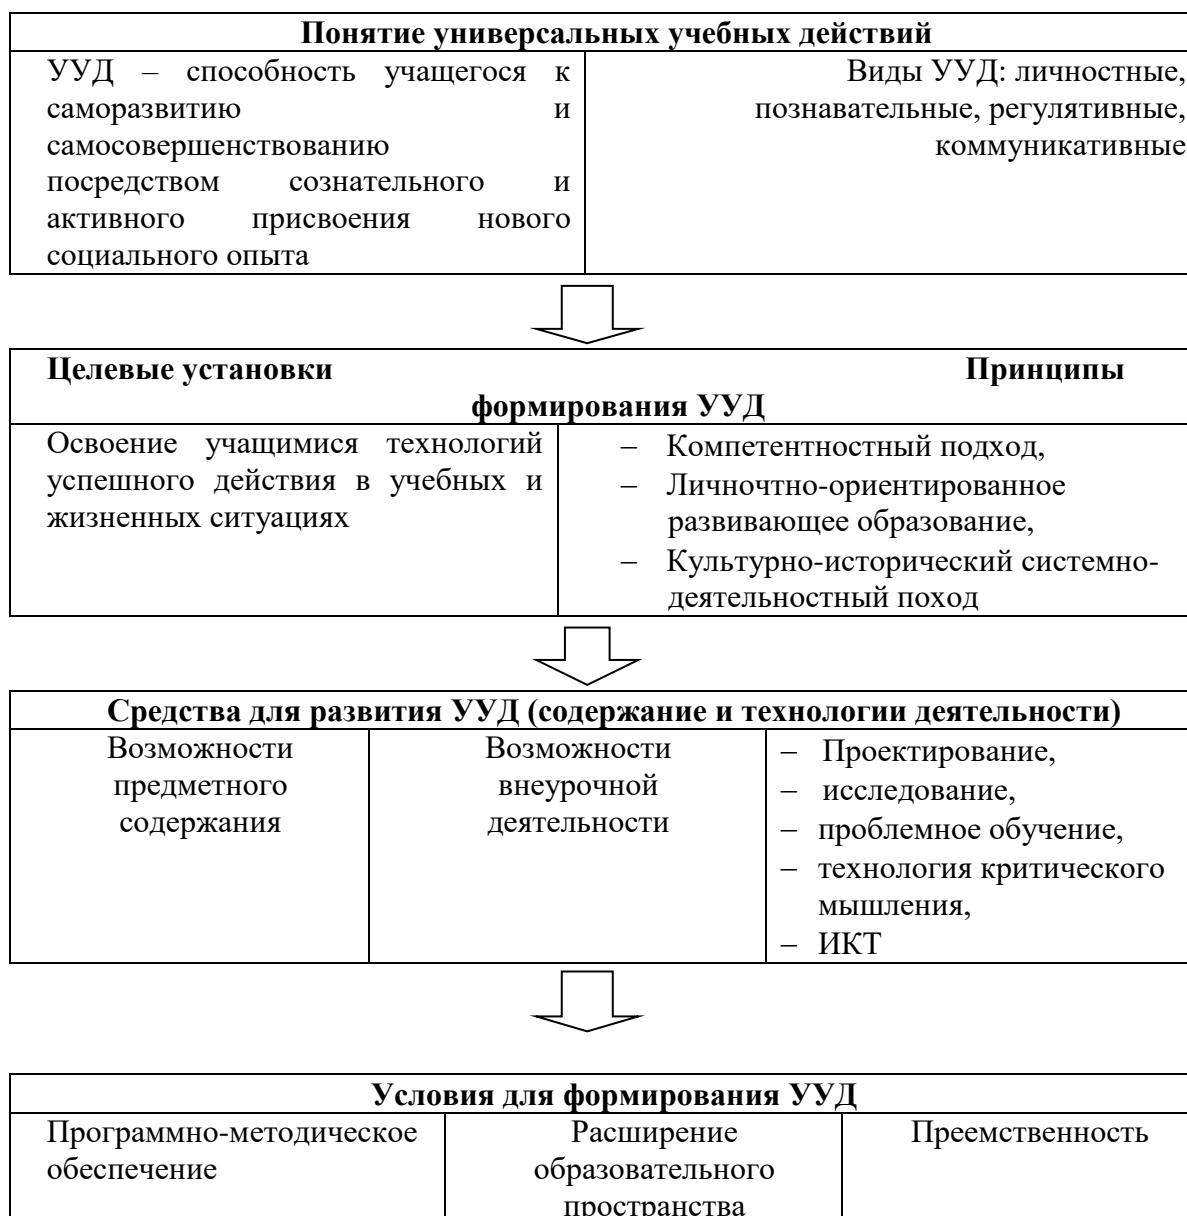 Понятие универсальных учебных действий
УУД – способность учащегося к
саморазвитию и
самосовершенствованию
посредством сознательного и
активного присвоения нового
социального опыта
Виды УУД: личностные,
познавательные, регулятивные,
коммуникативные
Целевые установки Принципы
формирования УУД
Освоение учащимися технологий
успешного действия в учебных и
жизненных ситуациях
– Компетентностный подход,
– Личночтно-ориентированное
развивающее образование,
– Культурно-исторический системно-
деятельностный поход
Средства для развития УУД (содержание и технологии деятельности)
Возможности
предметного
содержания
Возможности
внеурочной
деятельности
– Проектирование,
– исследование,
– проблемное обучение,
– технология критического
мышления,
– ИКТ
Условия для формирования УУД
Программно-методическое
обеспечение
Расширение
образовательного
пространства
Преемственность